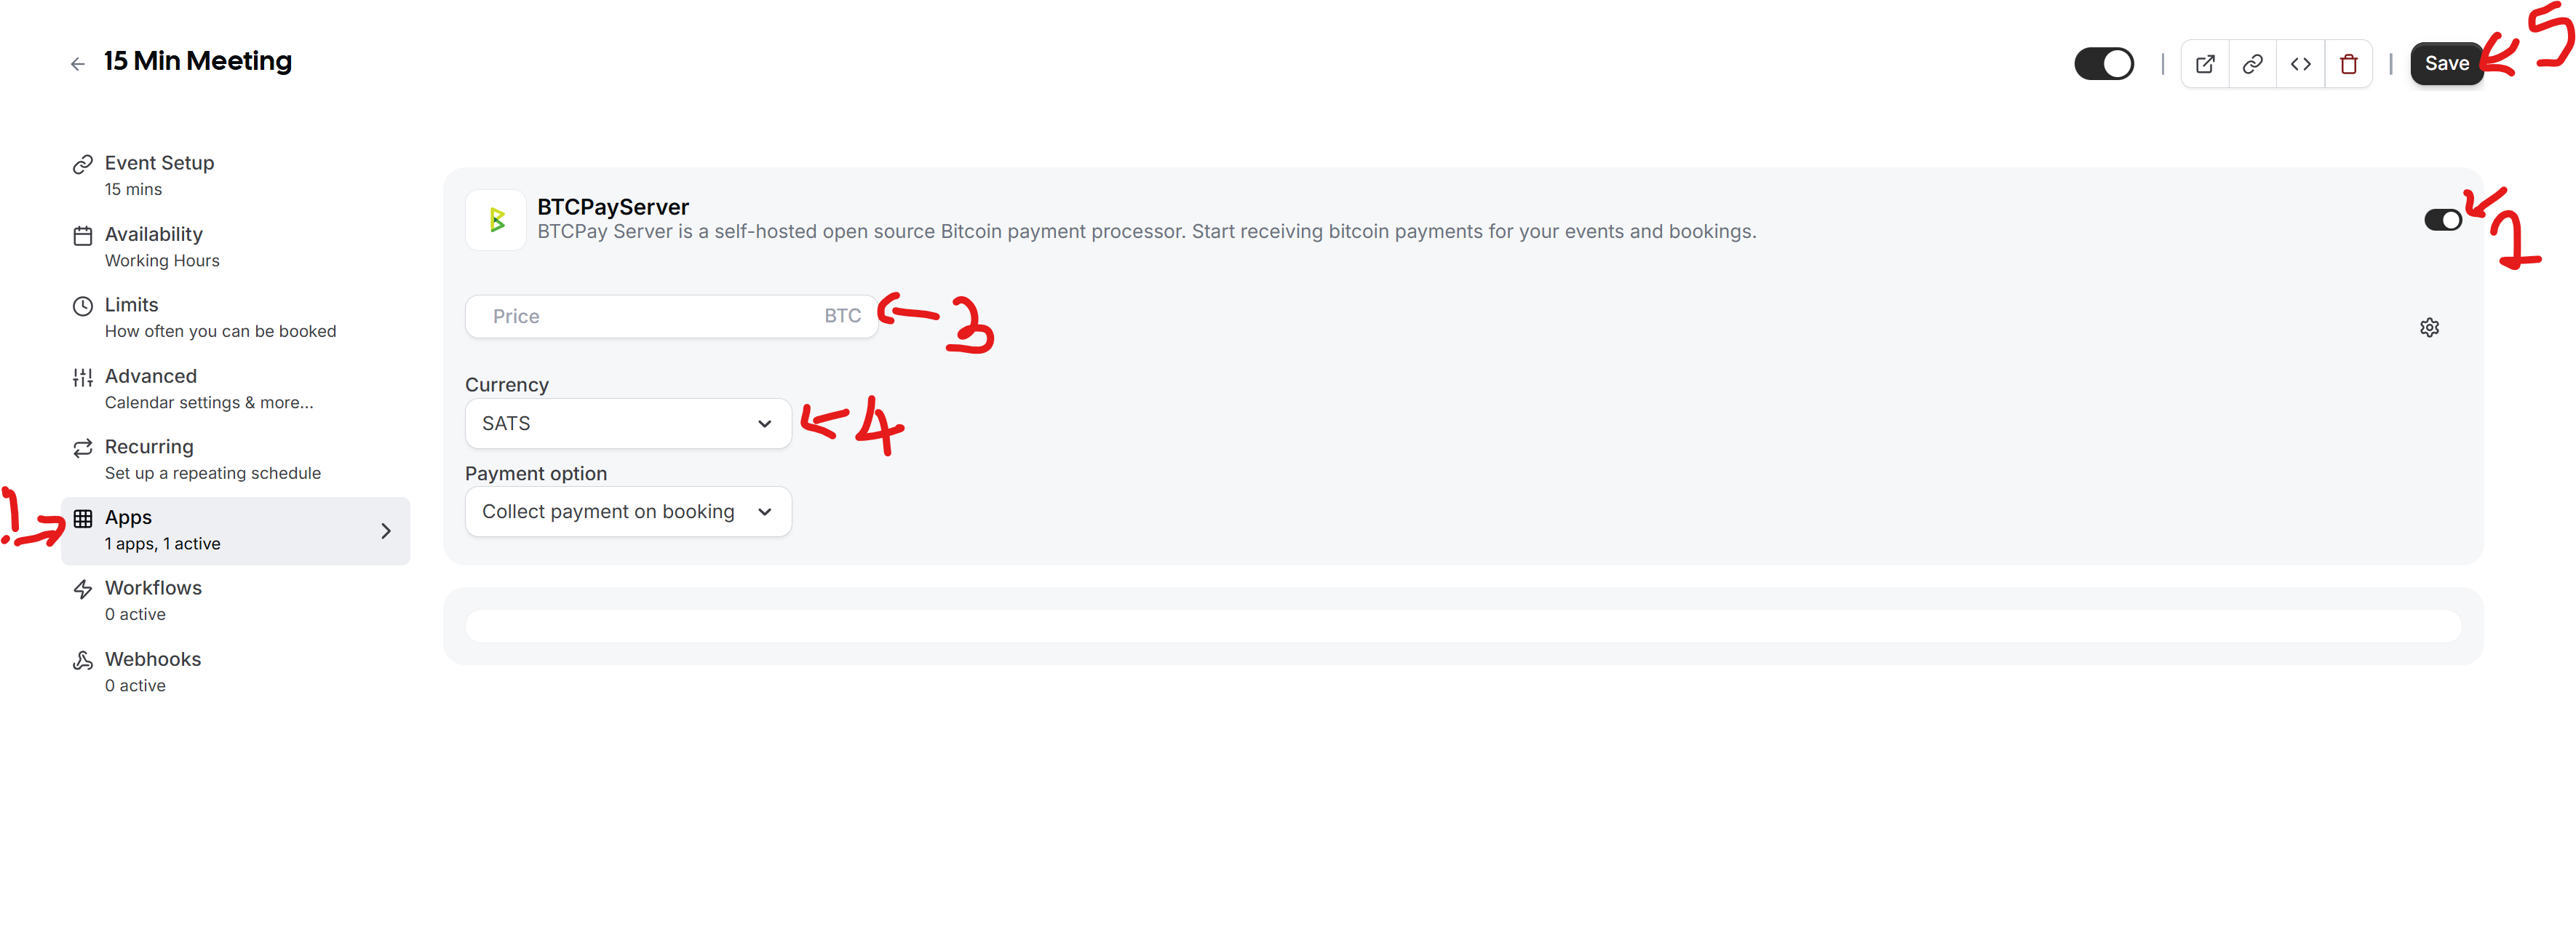 15 Min Meeting
Save
5
Event Setup
15 mins
Availability
Working Hours
Limits
How often you can be booked
Advanced
Calendar settings & more...
Recurring
Set up a repeating schedule
1
Apps
1 apps, 1 active
Workflows
0 active
Webhooks
0 active
BTCPayServer
BTCPay Server is a self-hosted open source Bitcoin payment processor. Start receiving bitcoin payments for your events and bookings.
2
Price BTC
3
Currency
SATS
4
Payment option
Collect payment on booking